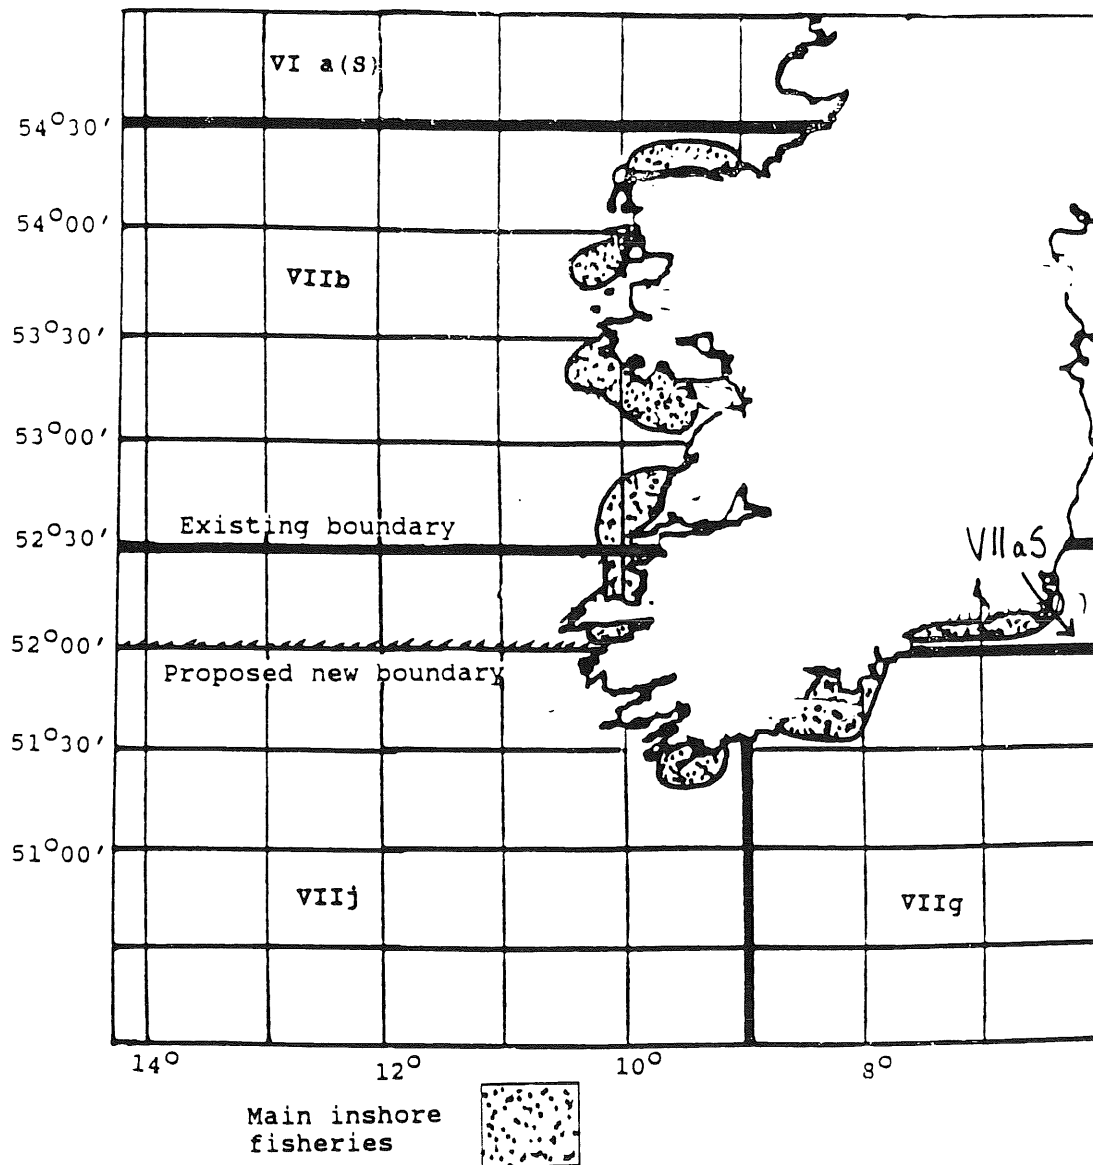 VI a(S)
54°30′
54°00′
VIIb
53°30′
53°00′
Existing boundary
52°30′
VIIaS
52°00′
Proposed new boundary
51°30′
51°00′
VIIj
VIIg
14°
12°
10°
8°
Main inshore
fisheries